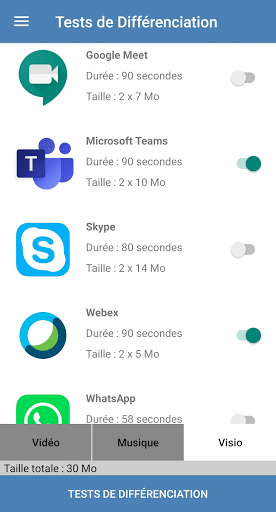 Tests de Différenciation
Google Meet
Durée : 90 secondes
Taille : 2 x 7 Mo
Microsoft Teams
Durée : 90 secondes
Taille : 2 x 10 Mo
T
Skype
Durée : 80 secondes
Taille : 2 x 14 Mo
S
Webex
Durée : 90 secondes
Taille : 2 x 5 Mo
WhatsApp
Durée : 58 secondes
Vidéo
Musique
Visio
Taille totale : 30 Mo
TESTS DE DIFFÉRENCIATION